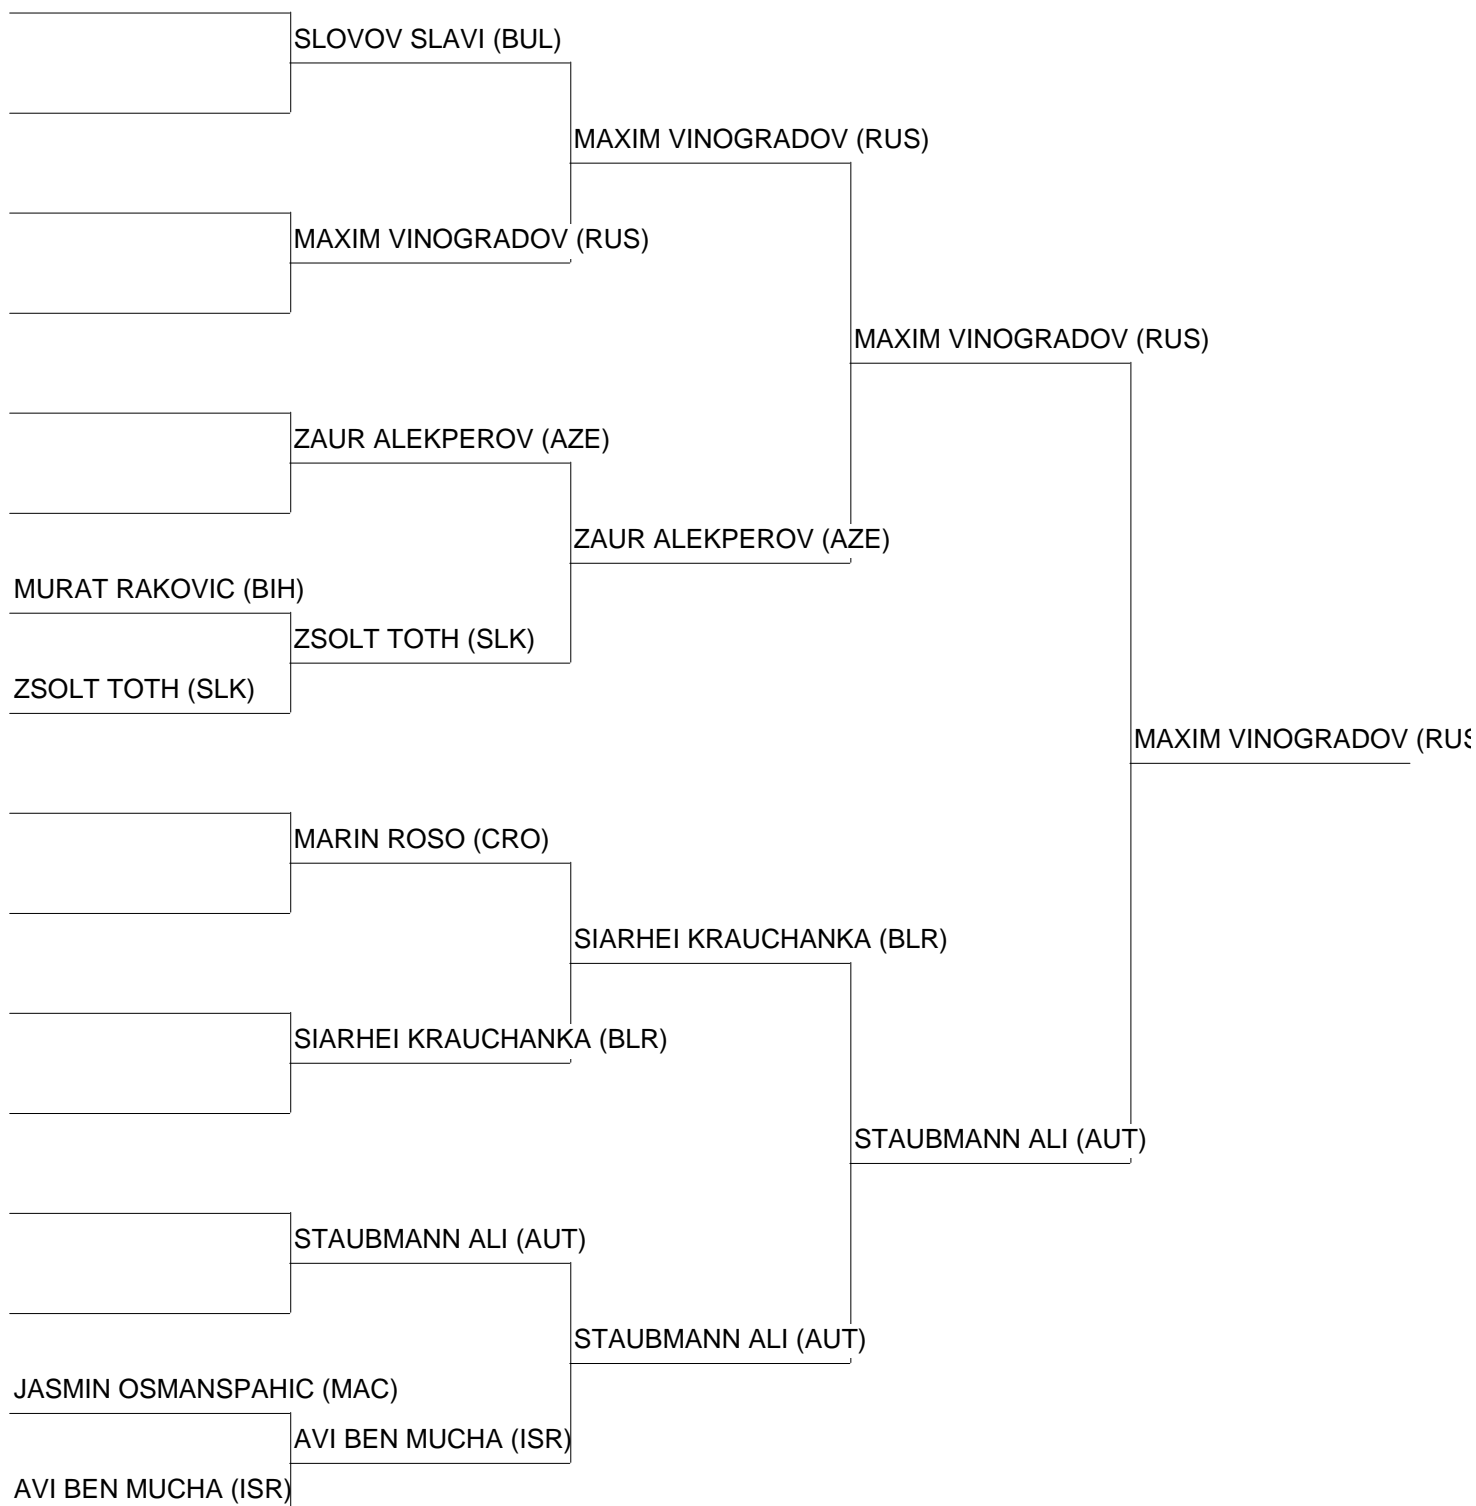 SLOVOV SLAVI (BUL)
MAXIM VINOGRADOV (RUS)
MAXIM VINOGRADOV (RUS)
MAXIM VINOGRADOV (RUS)
ZAUR ALEKPEROV (AZE)
ZAUR ALEKPEROV (AZE)
MURAT RAKOVIC (BIH)
ZSOLT TOTH (SLK)
ZSOLT TOTH (SLK)
MAXIM VINOGRADOV (RUS
MARIN ROSO (CRO)
SIARHEI KRAUCHANKA (BLR)
SIARHEI KRAUCHANKA (BLR)
STAUBMANN ALI (AUT)
STAUBMANN ALI (AUT)
STAUBMANN ALI (AUT)
JASMIN OSMANSPAHIC (MAC)
AVI BEN MUCHA (ISR)
AVI BEN MUCHA (ISR)